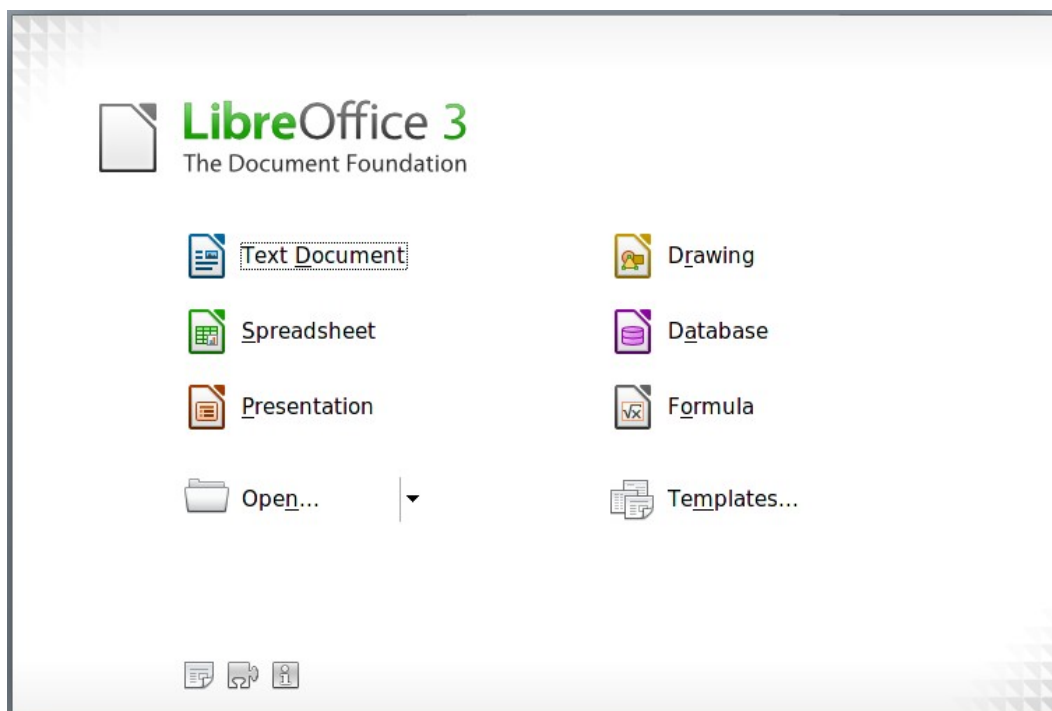 LibreOffice 3
The Document Foundation
Text Document
Drawing
Spreadsheet
Database
Presentation
Formula
Open...
Templates...